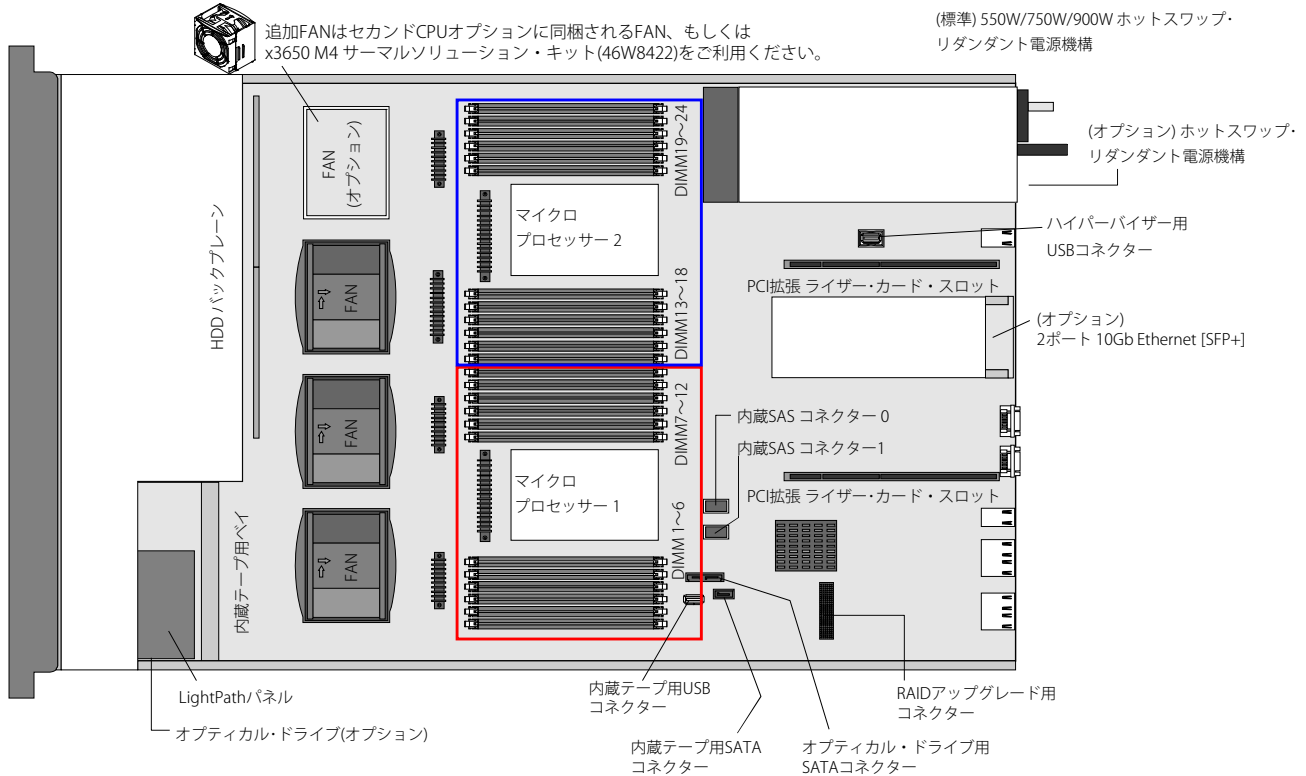 追加FANはセカンドCPUオプションに同梱されるFAN、もしくは
x3650 M4 サーマルソリューション・キット(46W8422)をご利用ください。
(標準) 550W/750W/900W ホットスワップ・
リダンダント電源機構
(オプション) ホットスワップ・
リダンダント電源機構
FAN
(オプション)
DIMM19～24
マイクロ
プロセッサー 2
ハイパーバイザー用
USBコネクター
HDD バックプレーン
FAN
DIMM13～18
PCI拡張 ライザー・カード・スロット
(オプション)
2ポート 10Gb Ethernet [SFP+]
FAN
DIMM7～12
内蔵SAS コネクター 0
内蔵SAS コネクター1
マイクロ
プロセッサー 1
PCI拡張 ライザー・カード・スロット
DIMM 1～6
内蔵テープ用ベイ
FAN
LightPathパネル
オプティカル・ドライブ(オプション)
内蔵テープ用USB
コネクター
内蔵テープ用SATA
コネクター
オプティカル・ドライブ用
SATAコネクター
RAIDアップグレード用
コネクター